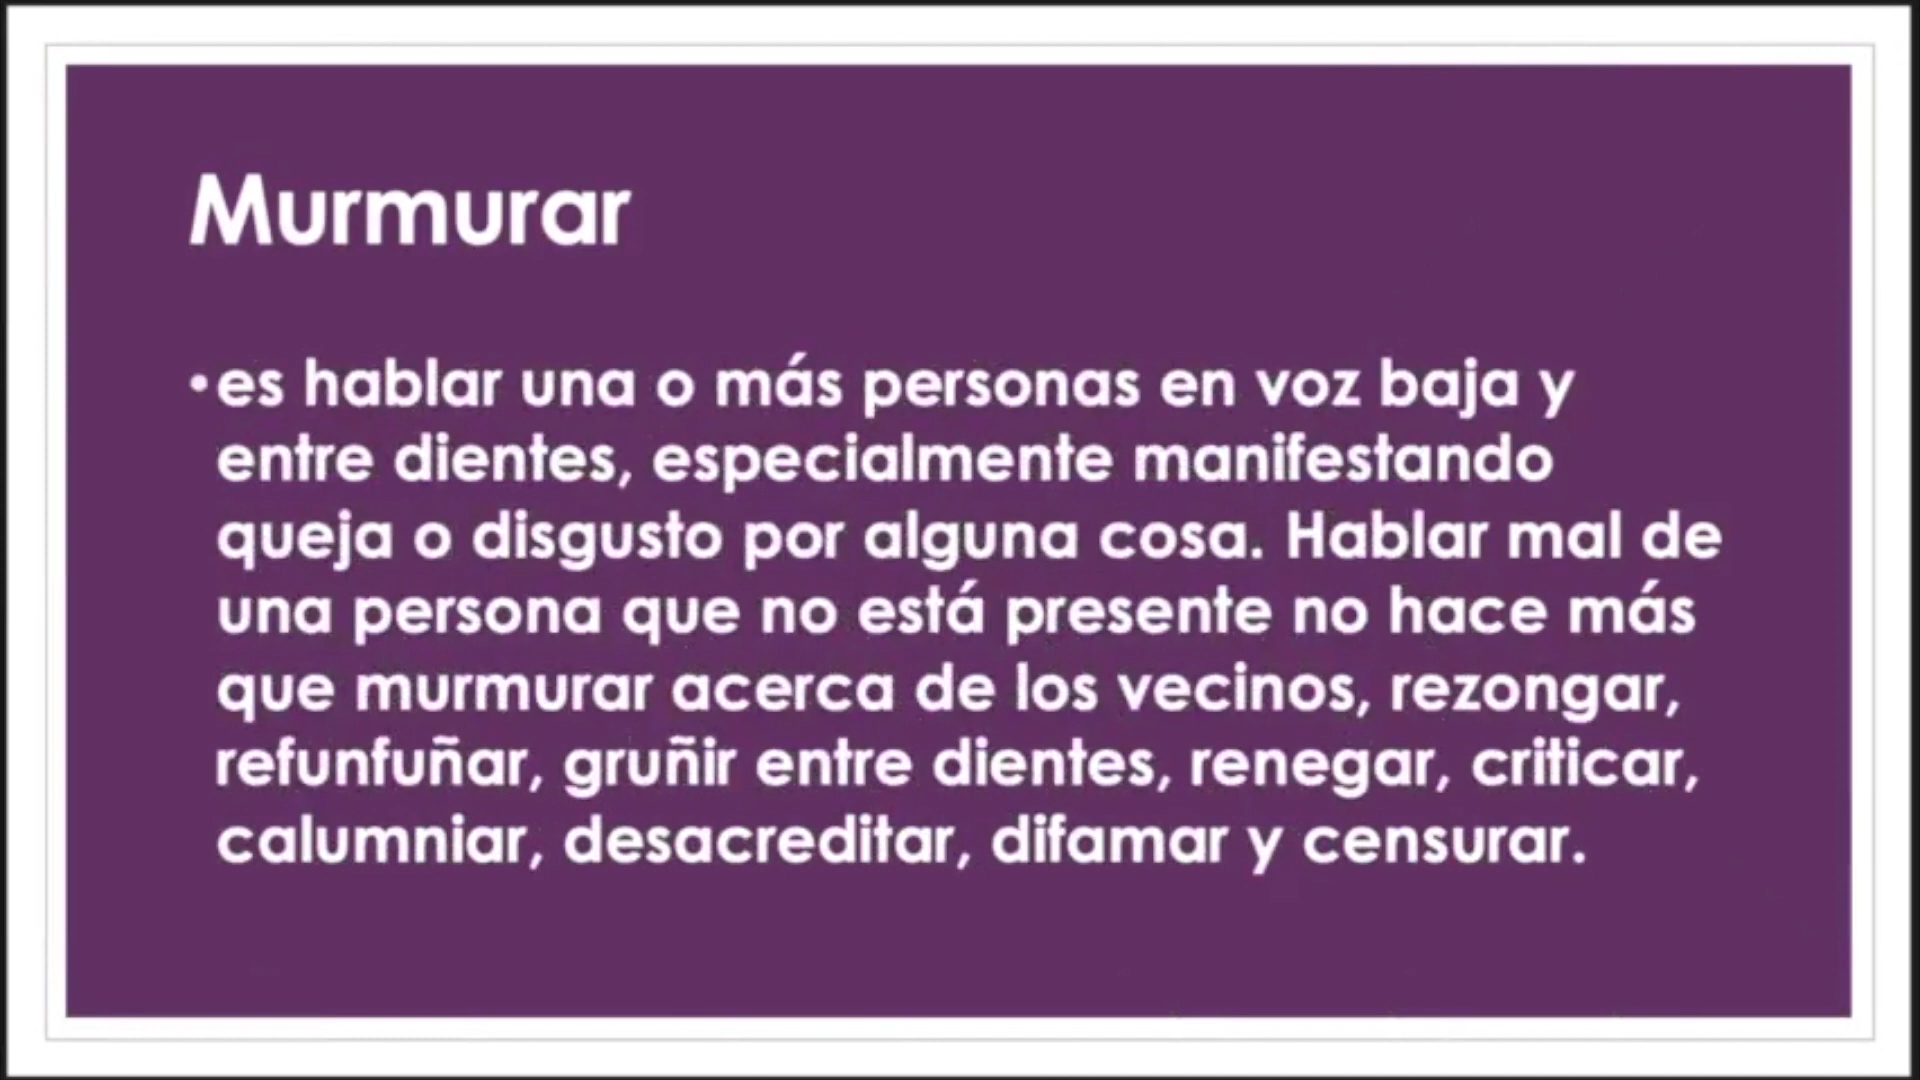 Murmurar
•es hablar una o más personas en voz baja y
entre dientes, especialmente manifestando
queja o disgusto por alguna cosa. Hablar mal de
una persona que no está presente no hace más
que murmurar acerca de los vecinos, rezongar,
refunfuñar, gruñir entre dientes, renegar, criticar,
calumniar, desacreditar, difamar y censurar.